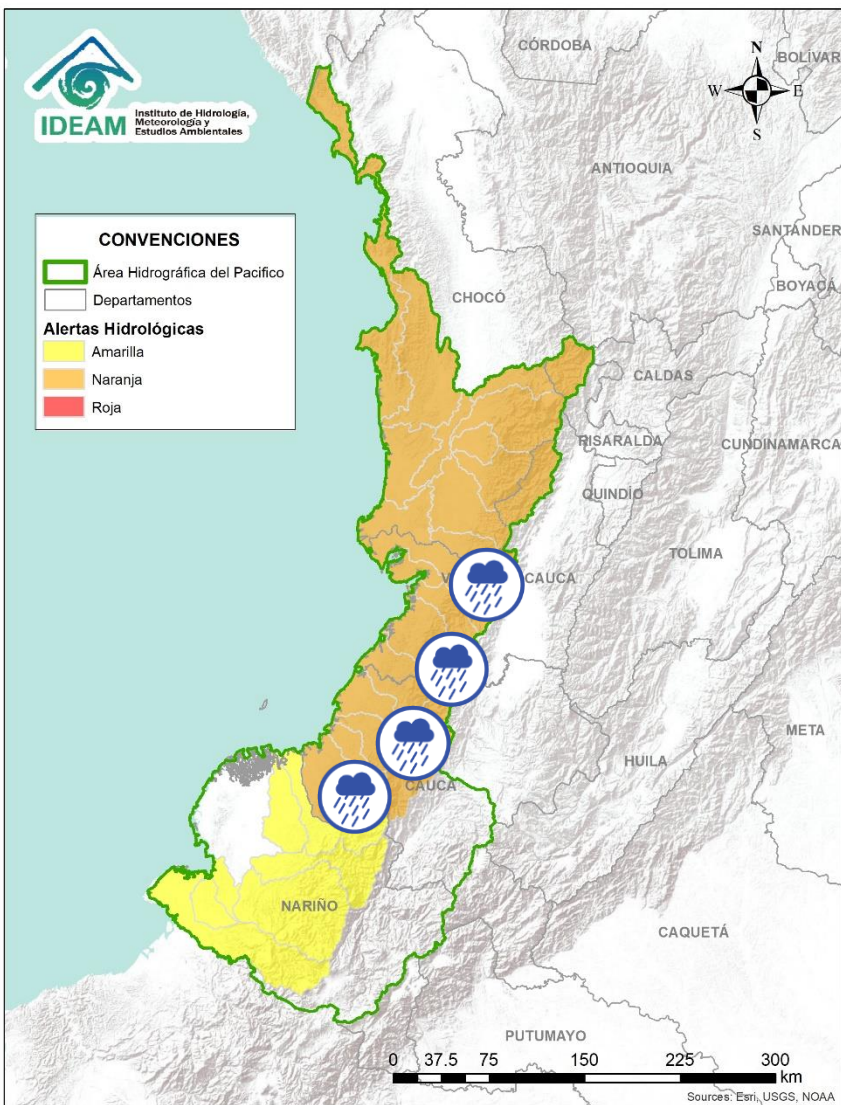 IDEAM
Instituto de Hidrología,
Meteorología y
Estudios Ambientales
N
W E
S
CÓRDOBA
BOLÍVAR
ANTIOQUIA
SANTANDER
BOYACÁ
CONVENCIONES
Área Hidrográfica del Pacifico
Departamentos
Alertas Hidrológicas
Amarilla
Naranja
Roja
CHOCÓ
CALDAS
RISARALDA
CUNDINAMARCA
QUINDÍO
TOLIMA
CAUCA
META
HUILA
CAUCA
NARIÑO
CAQUETÁ
PUTUMAYO
0 37.5 75 150 225 300
km
Sources: Esri, USGS, NOAA